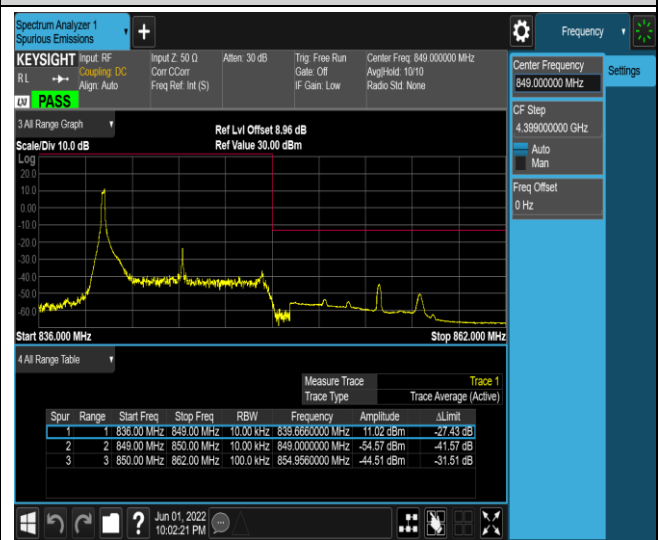 Spectrum Analyzer 1
Spurious Emissions
Frequency
KEYSIGHT Input: RF Input Z: 50 Ω Atten: 30 dB Trig: Free Run Center Freq: 849.000000 MHz
RL Coupling: DC Corr CCorr Gate: Off Avg|Hold: 10/10
Align: Auto Freq Ref: Int (S) IF Gain: Low Radio Std: None
LXI PASS
Center Frequency
849.000000 MHz
Settings
CF Step
4.399000000 GHz
Auto
Man
Freq Offset
0 Hz
3 All Range Graph
Ref Lvl Offset 8.96 dB
Scale/Div 10.0 dB Ref Value 30.00 dBm
Log
20.0
10.0
0.00
-10.0
-20.0
-30.0
-40.0
-50.0
-60.0
Start 836.000 MHz Stop 862.000 MHz
4 All Range Table
Measure Trace Trace 1
Trace Type Trace Average (Active)
Spur Range Start Freq Stop Freq RBW Frequency Amplitude ΔLimit
1 1 836.00 MHz 849.00 MHz 10.00 kHz 839.6660000 MHz 11.02 dBm -27.43 dB
2 2 849.00 MHz 850.00 MHz 10.00 kHz 849.0000000 MHz -54.57 dBm -41.57 dB
3 3 850.00 MHz 862.00 MHz 100.0 kHz 854.9560000 MHz -44.51 dBm -31.51 dB
Jun 01, 2022
10:02:21 PM